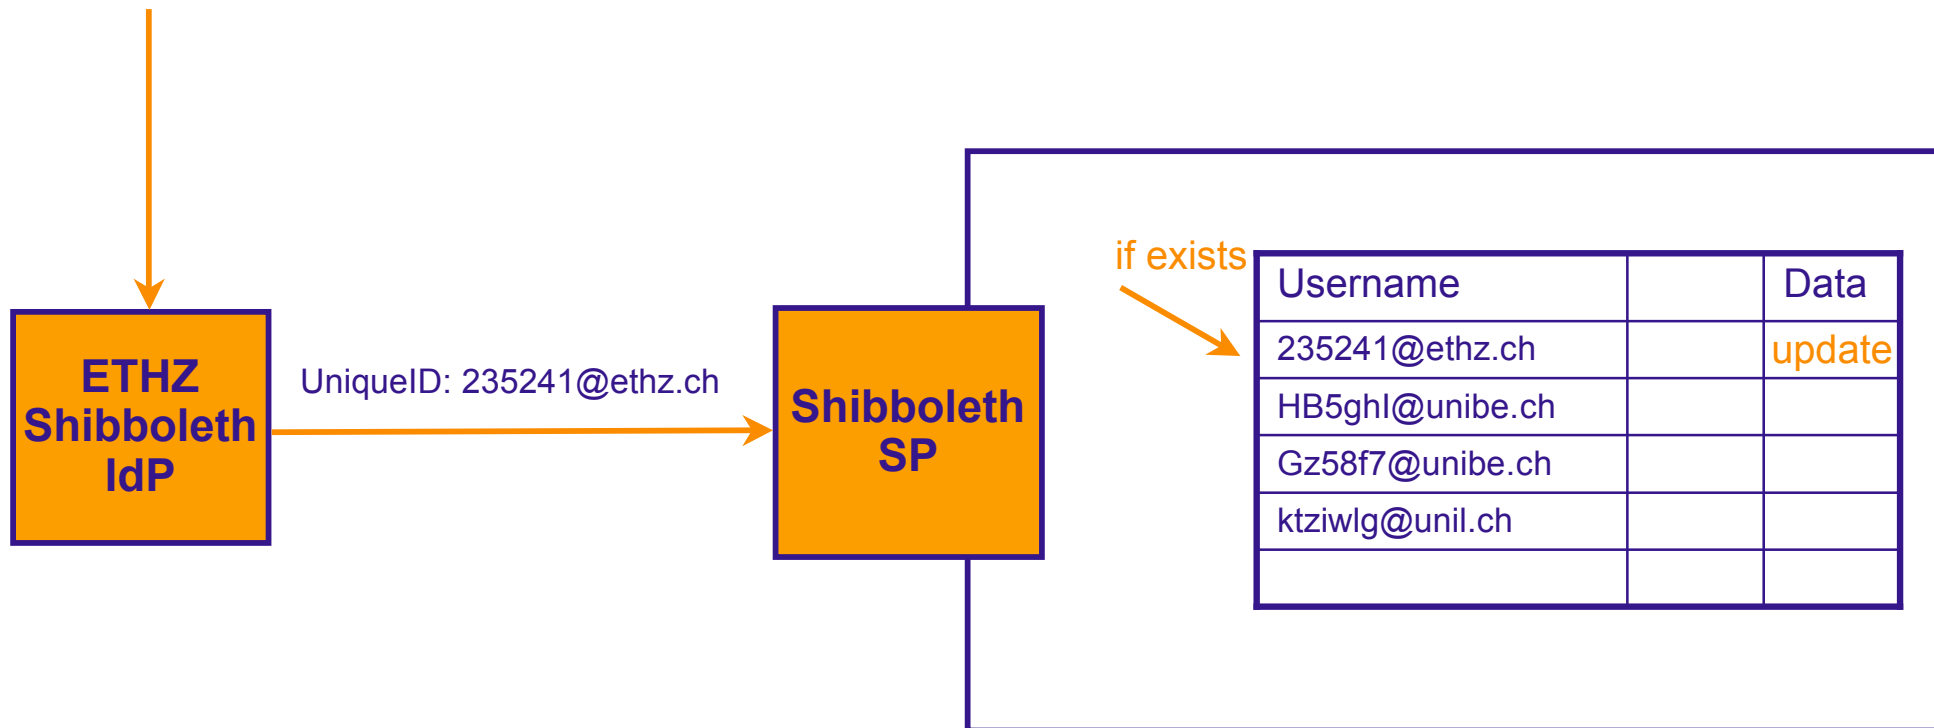 if exists
Username Data
235241@ethz.ch update
HB5ghI@unibe.ch
Gz58f7@unibe.ch
ktziwlg@unil.ch
ETHZ
Shibboleth
IdP
UniqueID: 235241@ethz.ch
Shibboleth
SP